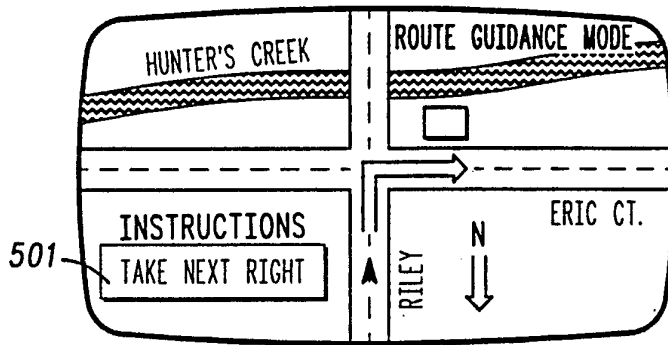 ROUTE GUIDANCE MODE
HUNTER'S CREEK
ERIC CT.
INSTRUCTIONS
N
501
TAKE NEXT RIGHT
RILEY